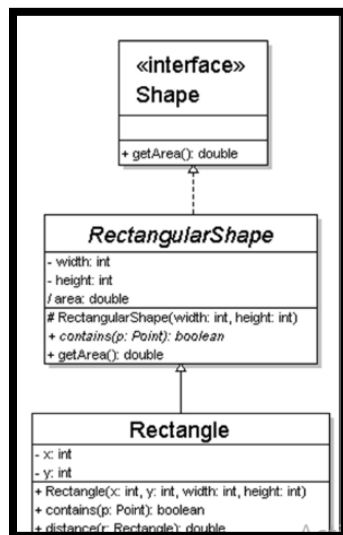 «interface»
Shape
+ getArea(): double
RectangularShape
- width: int
- height: int
/ area: double
# RectangularShape(width: int, height: int)
+ contains(p: Point): boolean
+ getArea(): double
Rectangle
- x: int
- y: int
+ Rectangle(x: int, y: int, width: int, height: int)
+ contains(p: Point): boolean
+ distance(r: Rectangle): double